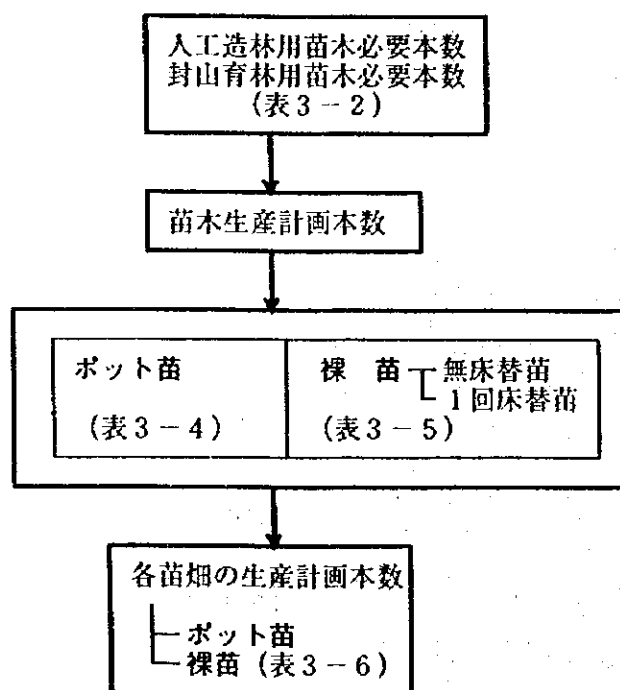 人工造林用苗木必要本数
封山育林用苗木必要本数
(表3-2)
苗木生産計画本数
ポット苗
(表3-4)
裸 苗 無床替苗
1回床替苗
(表3-5)
各苗畑の生産計画本数
ポット苗
裸苗 (表3-6)